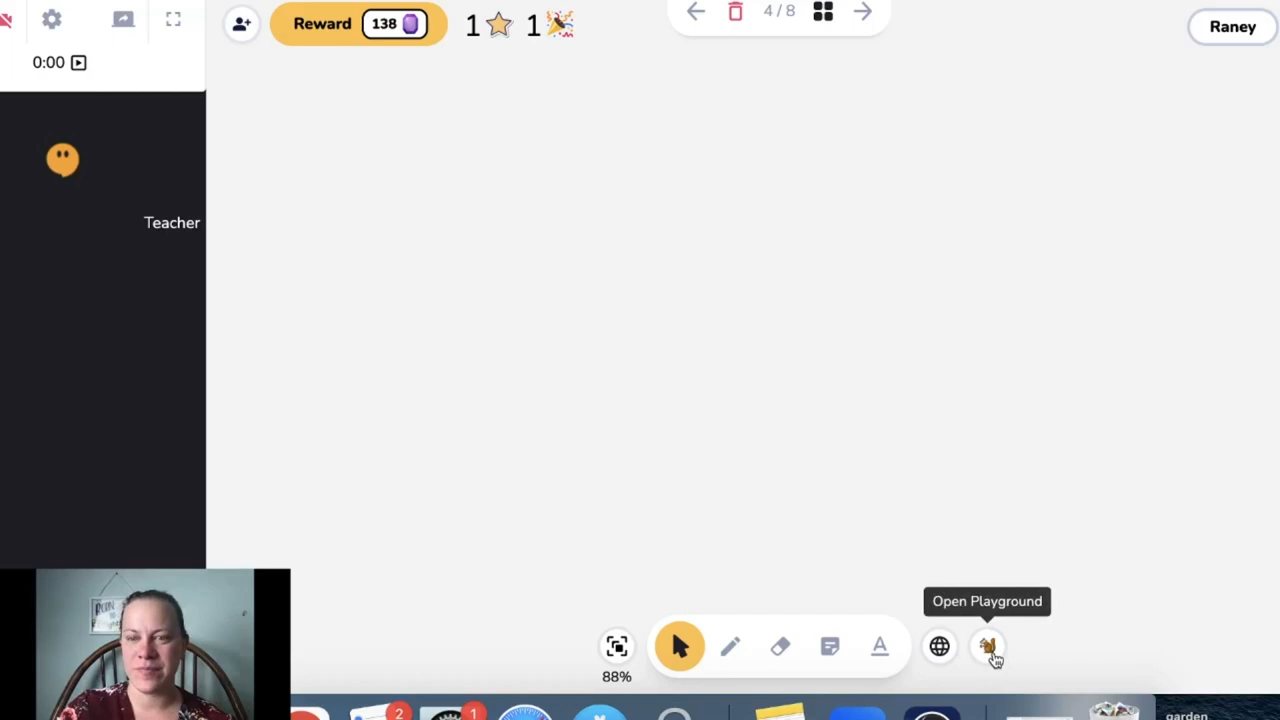 Reward 138 1 1
4 / 8
Raney
0:00
Teacher
Open Playground
A
88%
2
1
garden